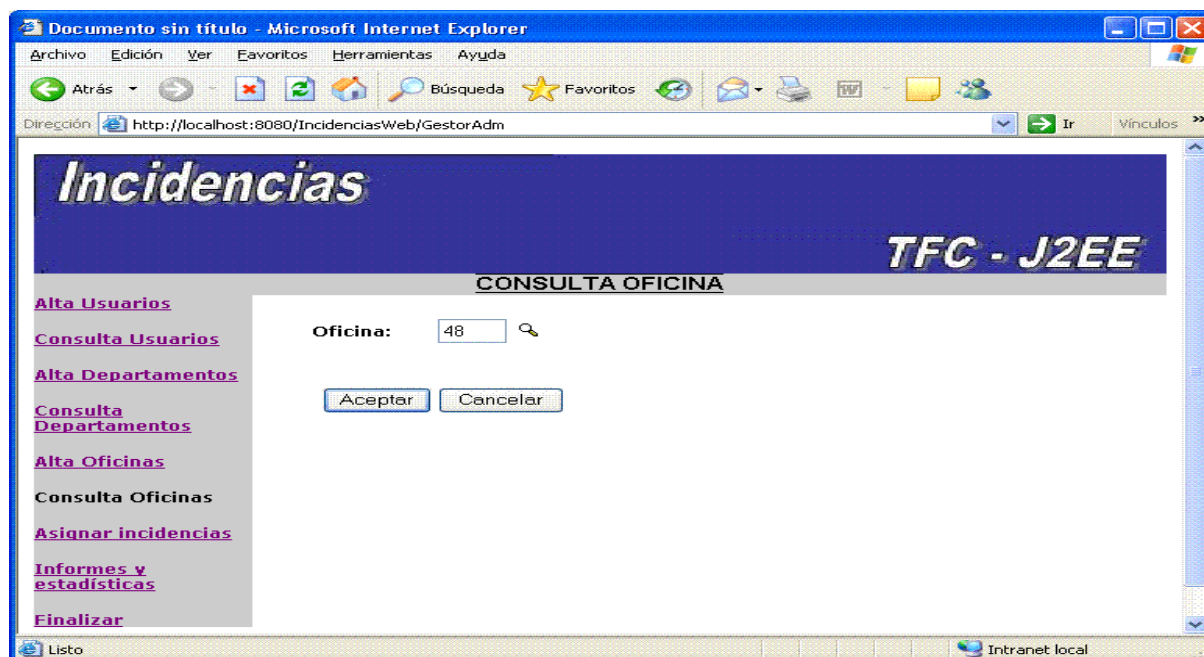 Documento sin título - Microsoft Internet Explorer
Archivo Edición Ver Favoritos Herramientas Ayuda
Atrás Búsqueda Favoritos
Dirección http://localhost:8080/IncidenciasWeb/GestorAdm Ir Vínculos »
Incidencias
TFC - J2EE
CONSULTA OFICINA
Alta Usuarios
Consulta Usuarios
Alta Departamentos
Consulta
Departamentos
Alta Oficinas
Consulta Oficinas
Asignar incidencias
Informes y
estadísticas
Finalizar
Oficina: 48
Aceptar Cancelar
Listo Intranet local